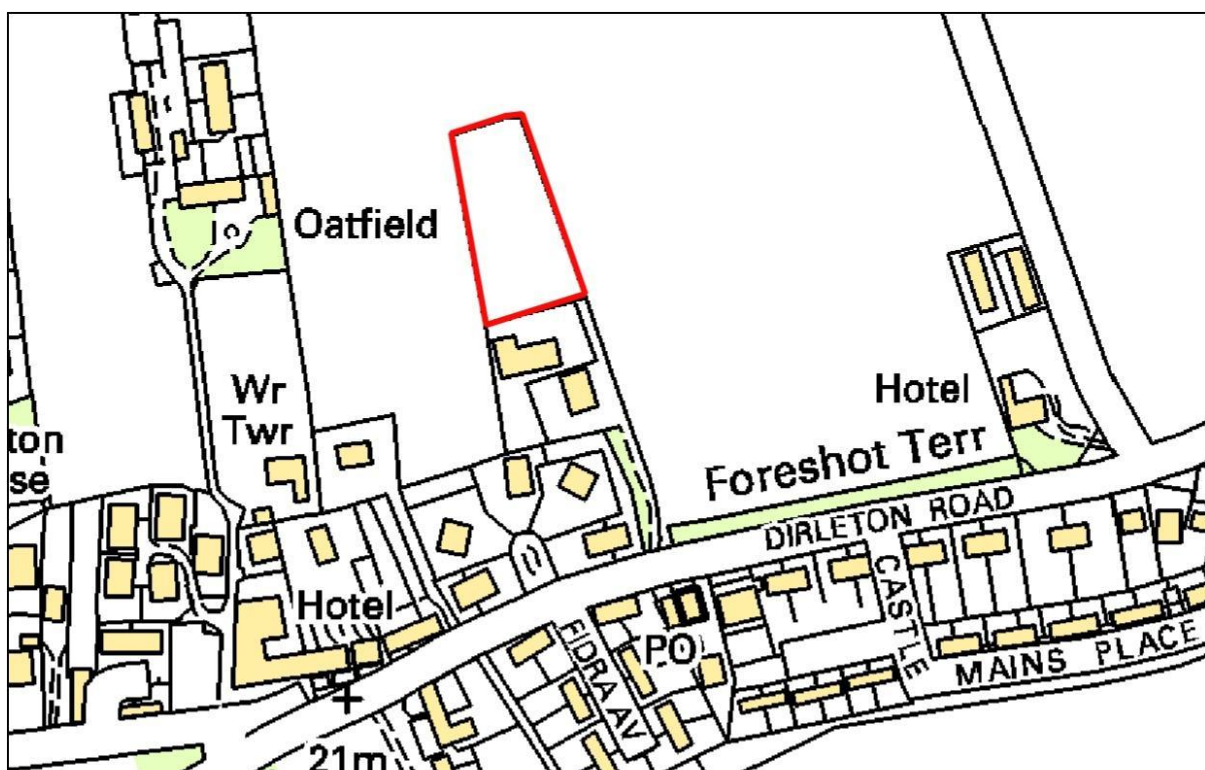 Oatfield
Wr
Twr
Hotel
Foreshot Terr
ton
se
DIRLETON ROAD
Hotel
CASTLE
MAINS PLACE
FIDRA AV
PO
21m